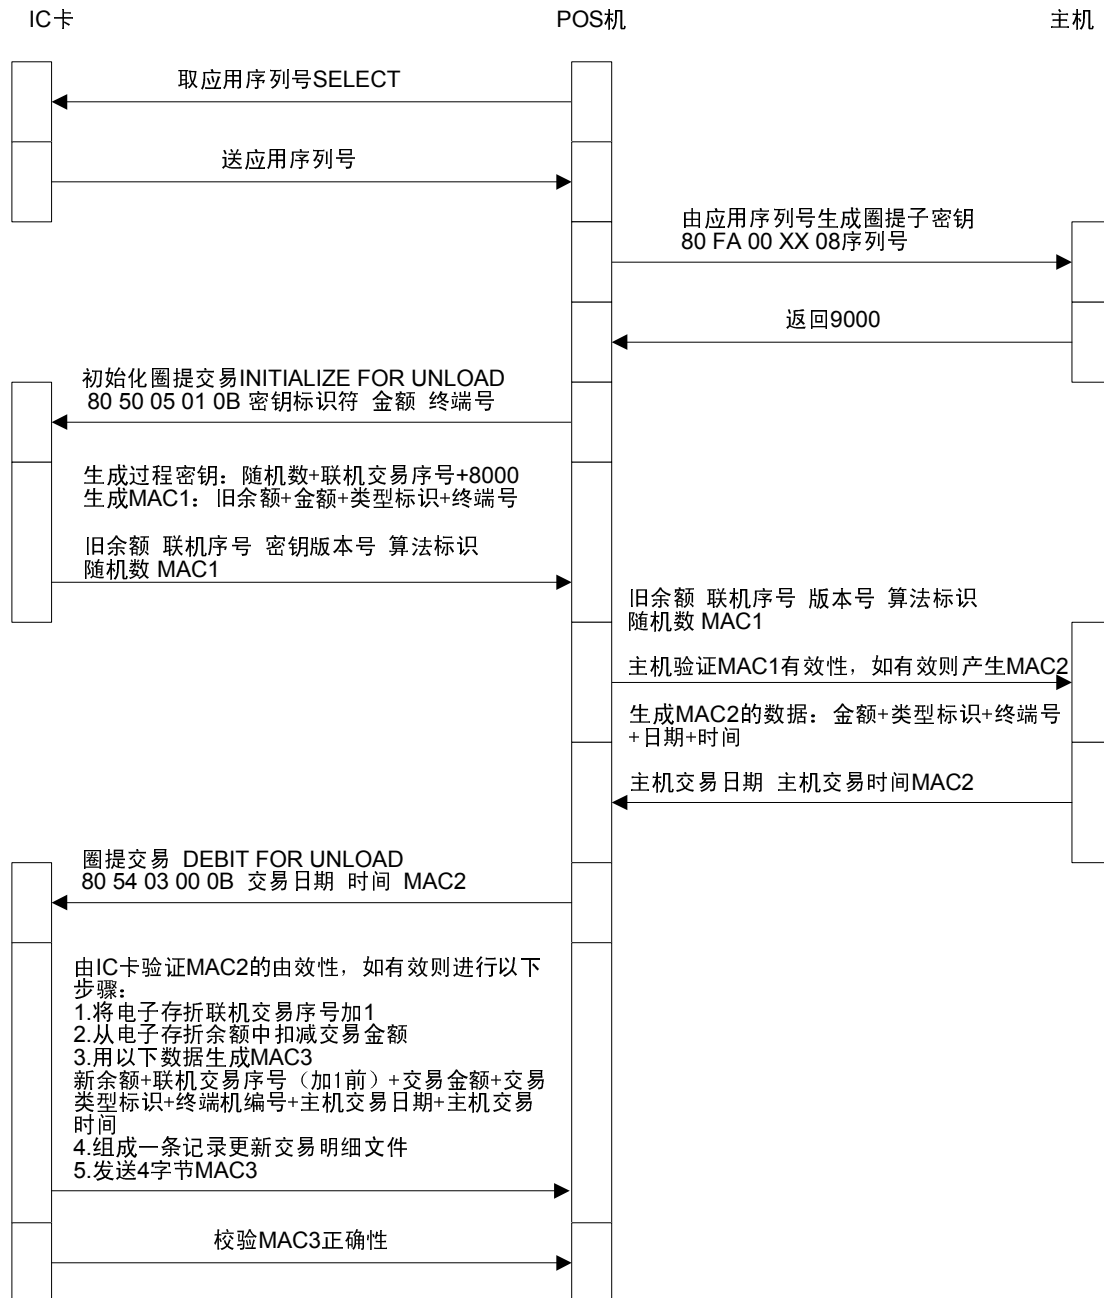 IC卡
POS机
主机
取应用序列号SELECT
送应用序列号
由应用序列号生成圈提子密钥
80 FA 00 XX 08序列号
返回9000
初始化圈提交易INITIALIZE FOR UNLOAD
80 50 05 01 0B 密钥标识符 金额 终端号
生成过程密钥：随机数+联机交易序号+8000
生成MAC1：旧余额+金额+类型标识+终端号
旧余额 联机序号 密钥版本号 算法标识
随机数 MAC1
旧余额 联机序号 版本号 算法标识
随机数 MAC1
主机验证MAC1有效性，如有效则产生MAC2
生成MAC2的数据：金额+类型标识+终端号
+日期+时间
主机交易日期 主机交易时间MAC2
圈提交易 DEBIT FOR UNLOAD
80 54 03 00 0B 交易日期 时间 MAC2
由IC卡验证MAC2的由效性，如有效则进行以下
步骤：
1.将电子存折联机交易序号加1
2.从电子存折余额中扣减交易金额
3.用以下数据生成MAC3
新余额+联机交易序号（加1前）+交易金额+交易
类型标识+终端机编号+主机交易日期+主机交易
时间
4.组成一条记录更新交易明细文件
5.发送4字节MAC3
校验MAC3正确性